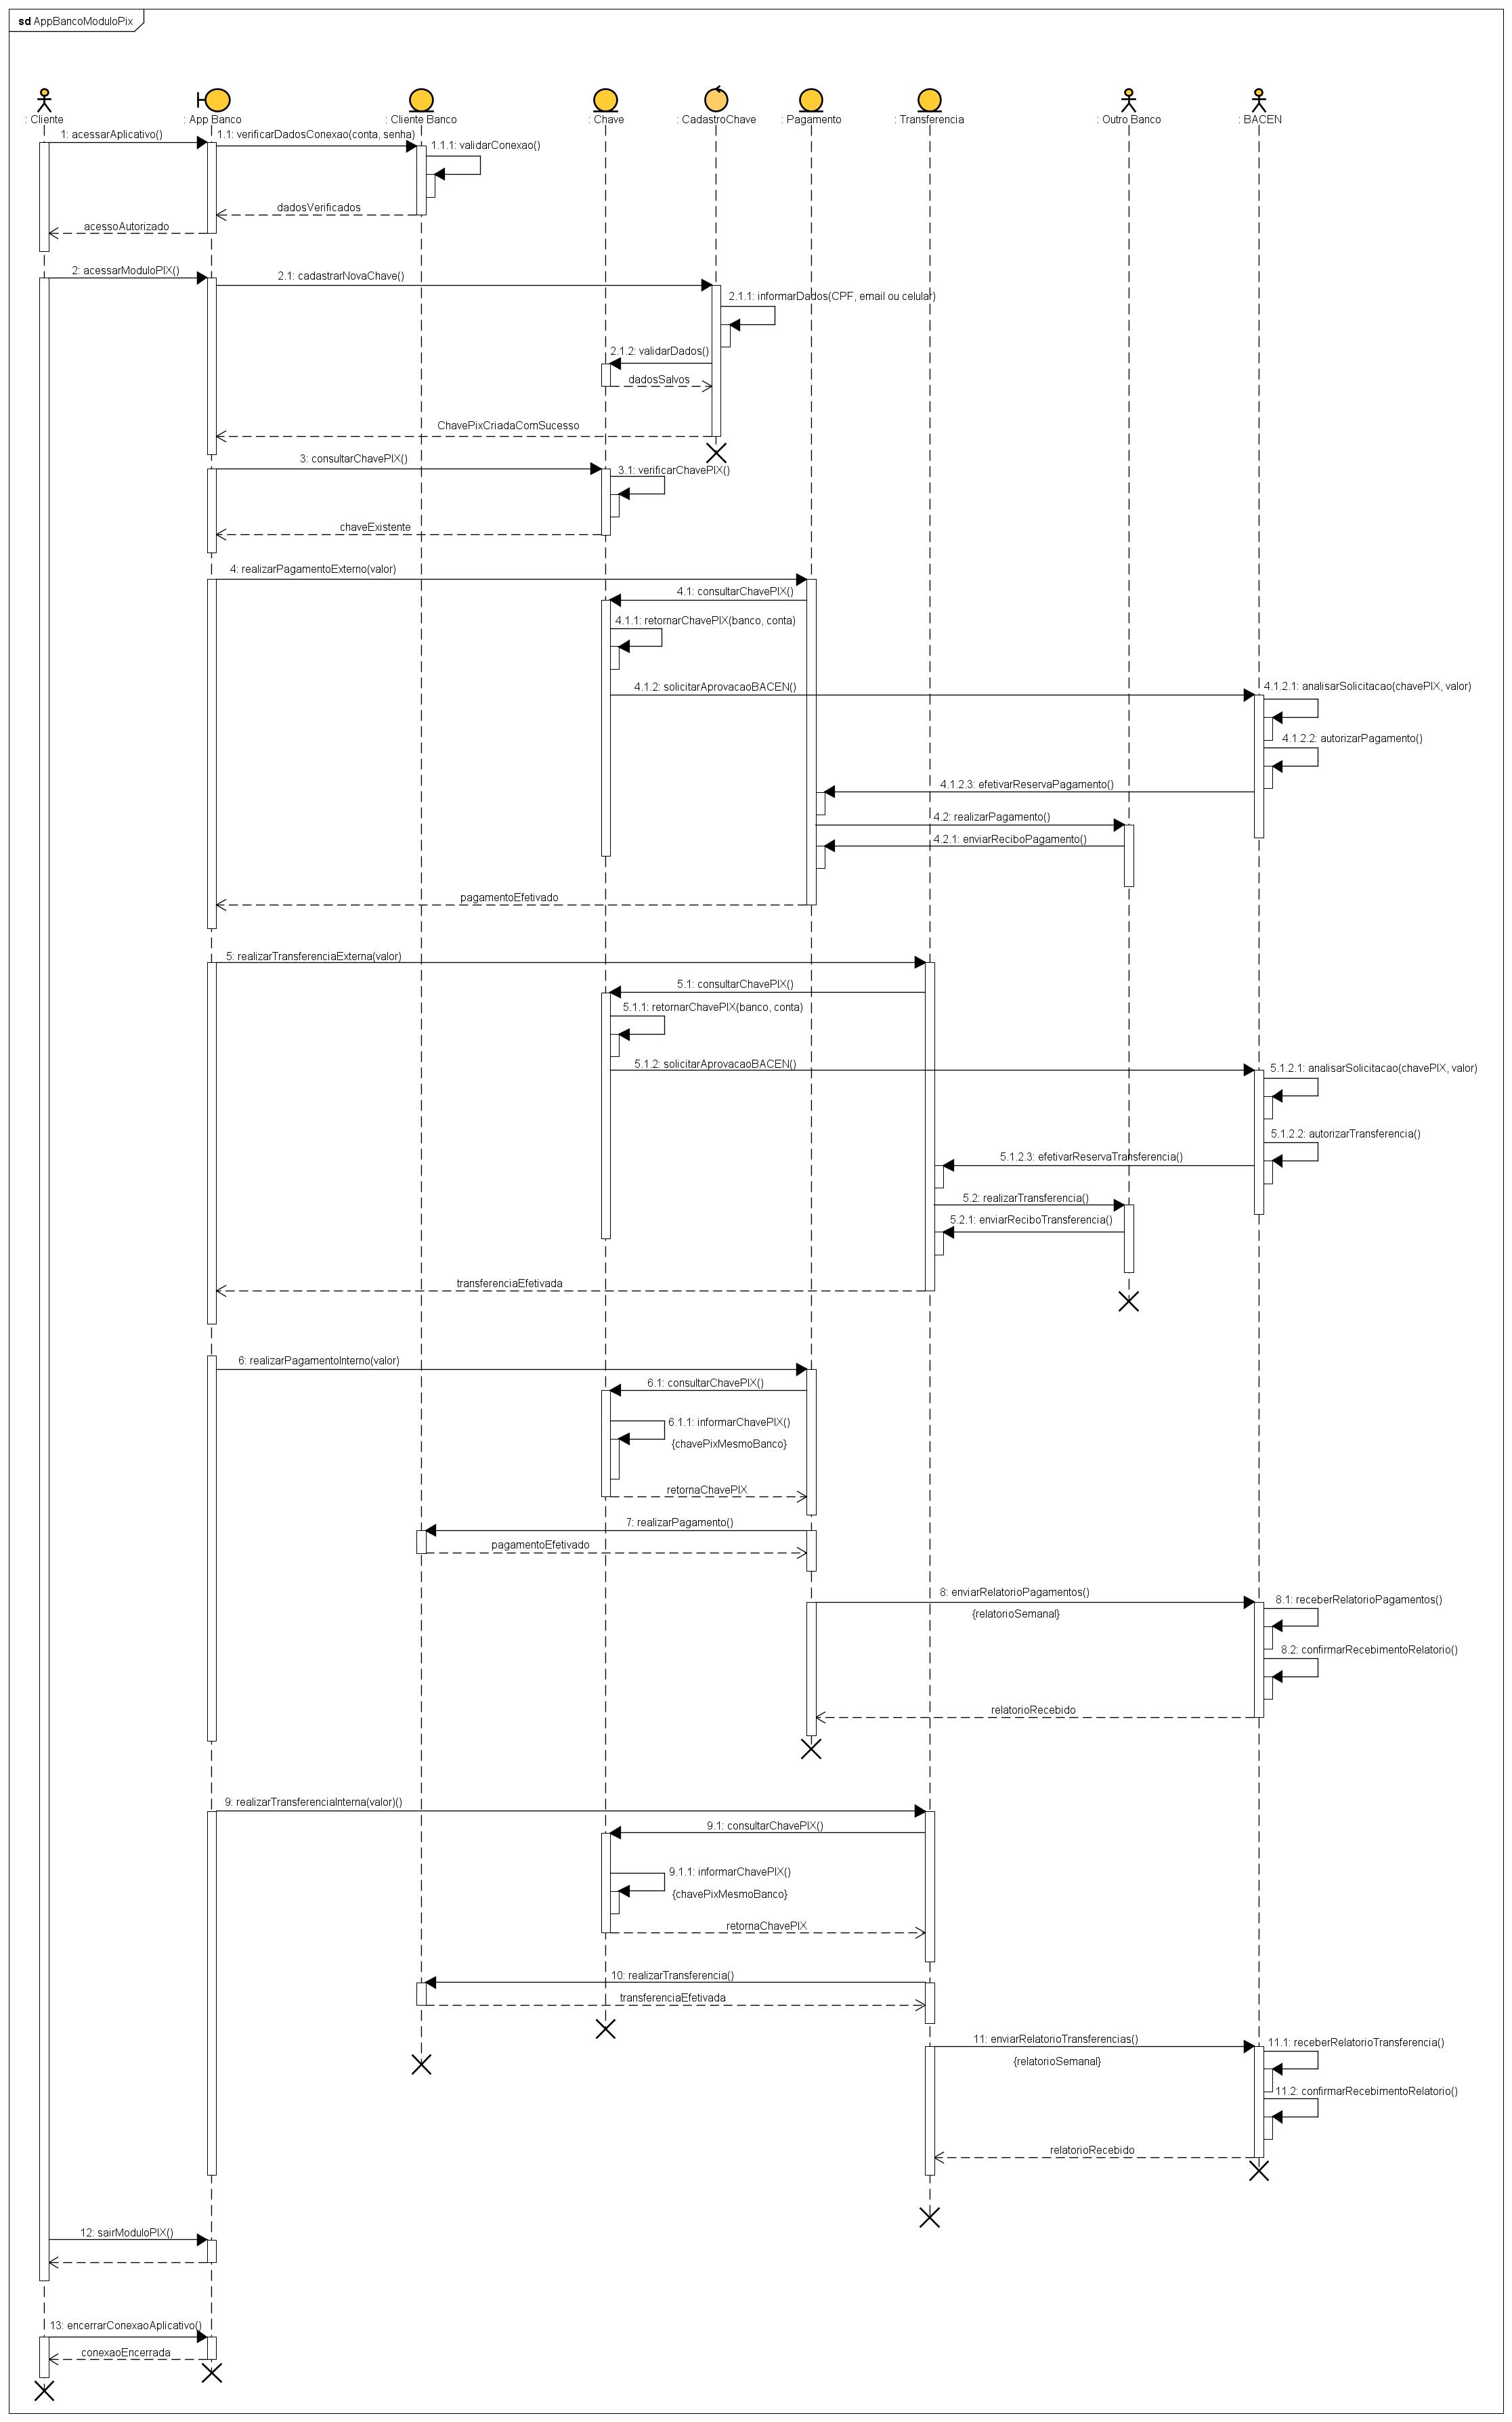 sd AppBancoModuloPix
: Cliente
: App Banco
: Cliente Banco
: Chave
: CadastroChave
: Pagamento
: Transferencia
: Outro Banco
: BACEN
1: acessarAplicativo()
1.1: verificarDadosConexao(conta, senha)
1.1.1: validarConexao()
dadosVerificados
acessoAutorizado
2: acessarModuloPIX()
2.1: cadastrarNovaChave()
2.1.1: informarDados(CPF, email ou celular)
2.1.2: validarDados()
dadosSalvos
ChavePixCriadaComSucesso
3: consultarChavePIX()
3.1: verificarChavePIX()
chaveExistente
4: realizarPagamentoExterno(valor)
4.1: consultarChavePIX()
4.1.1: retornarChavePIX(banco, conta)
4.1.2: solicitarAprovacaoBACEN()
4.1.2.1: analisarSolicitacao(chavePIX, valor)
4.1.2.2: autorizarPagamento()
4.1.2.3: efetivarReservaPagamento()
4.2: realizarPagamento()
4.2.1: enviarReciboPagamento()
pagamentoEfetivado
5: realizarTransferenciaExterna(valor)
5.1: consultarChavePIX()
5.1.1: retornarChavePIX(banco, conta)
5.1.2: solicitarAprovacaoBACEN()
5.1.2.1: analisarSolicitacao(chavePIX, valor)
5.1.2.2: autorizarTransferencia()
5.1.2.3: efetivarReservaTransferencia()
5.2: realizarTransferencia()
5.2.1: enviarReciboTransferencia()
transferenciaEfetivada
6: realizarPagamentoInterno(valor)
6.1: consultarChavePIX()
6.1.1: informarChavePIX()
{chavePixMesmoBanco}
retornaChavePIX
7: realizarPagamento()
pagamentoEfetivado
8: enviarRelatorioPagamentos()
{relatorioSemanal}
8.1: receberRelatorioPagamentos()
8.2: confirmarRecebimentoRelatorio()
relatorioRecebido
9: realizarTransferenciaInterna(valor)()
9.1: consultarChavePIX()
9.1.1: informarChavePIX()
{chavePixMesmoBanco}
retornaChavePIX
10: realizarTransferencia()
transferenciaEfetivada
11: enviarRelatorioTransferencias()
{relatorioSemanal}
11.1: receberRelatorioTransferencia()
11.2: confirmarRecebimentoRelatorio()
relatorioRecebido
12: sairModuloPIX()
13: encerrarConexaoAplicativo()
conexaoEncerrada